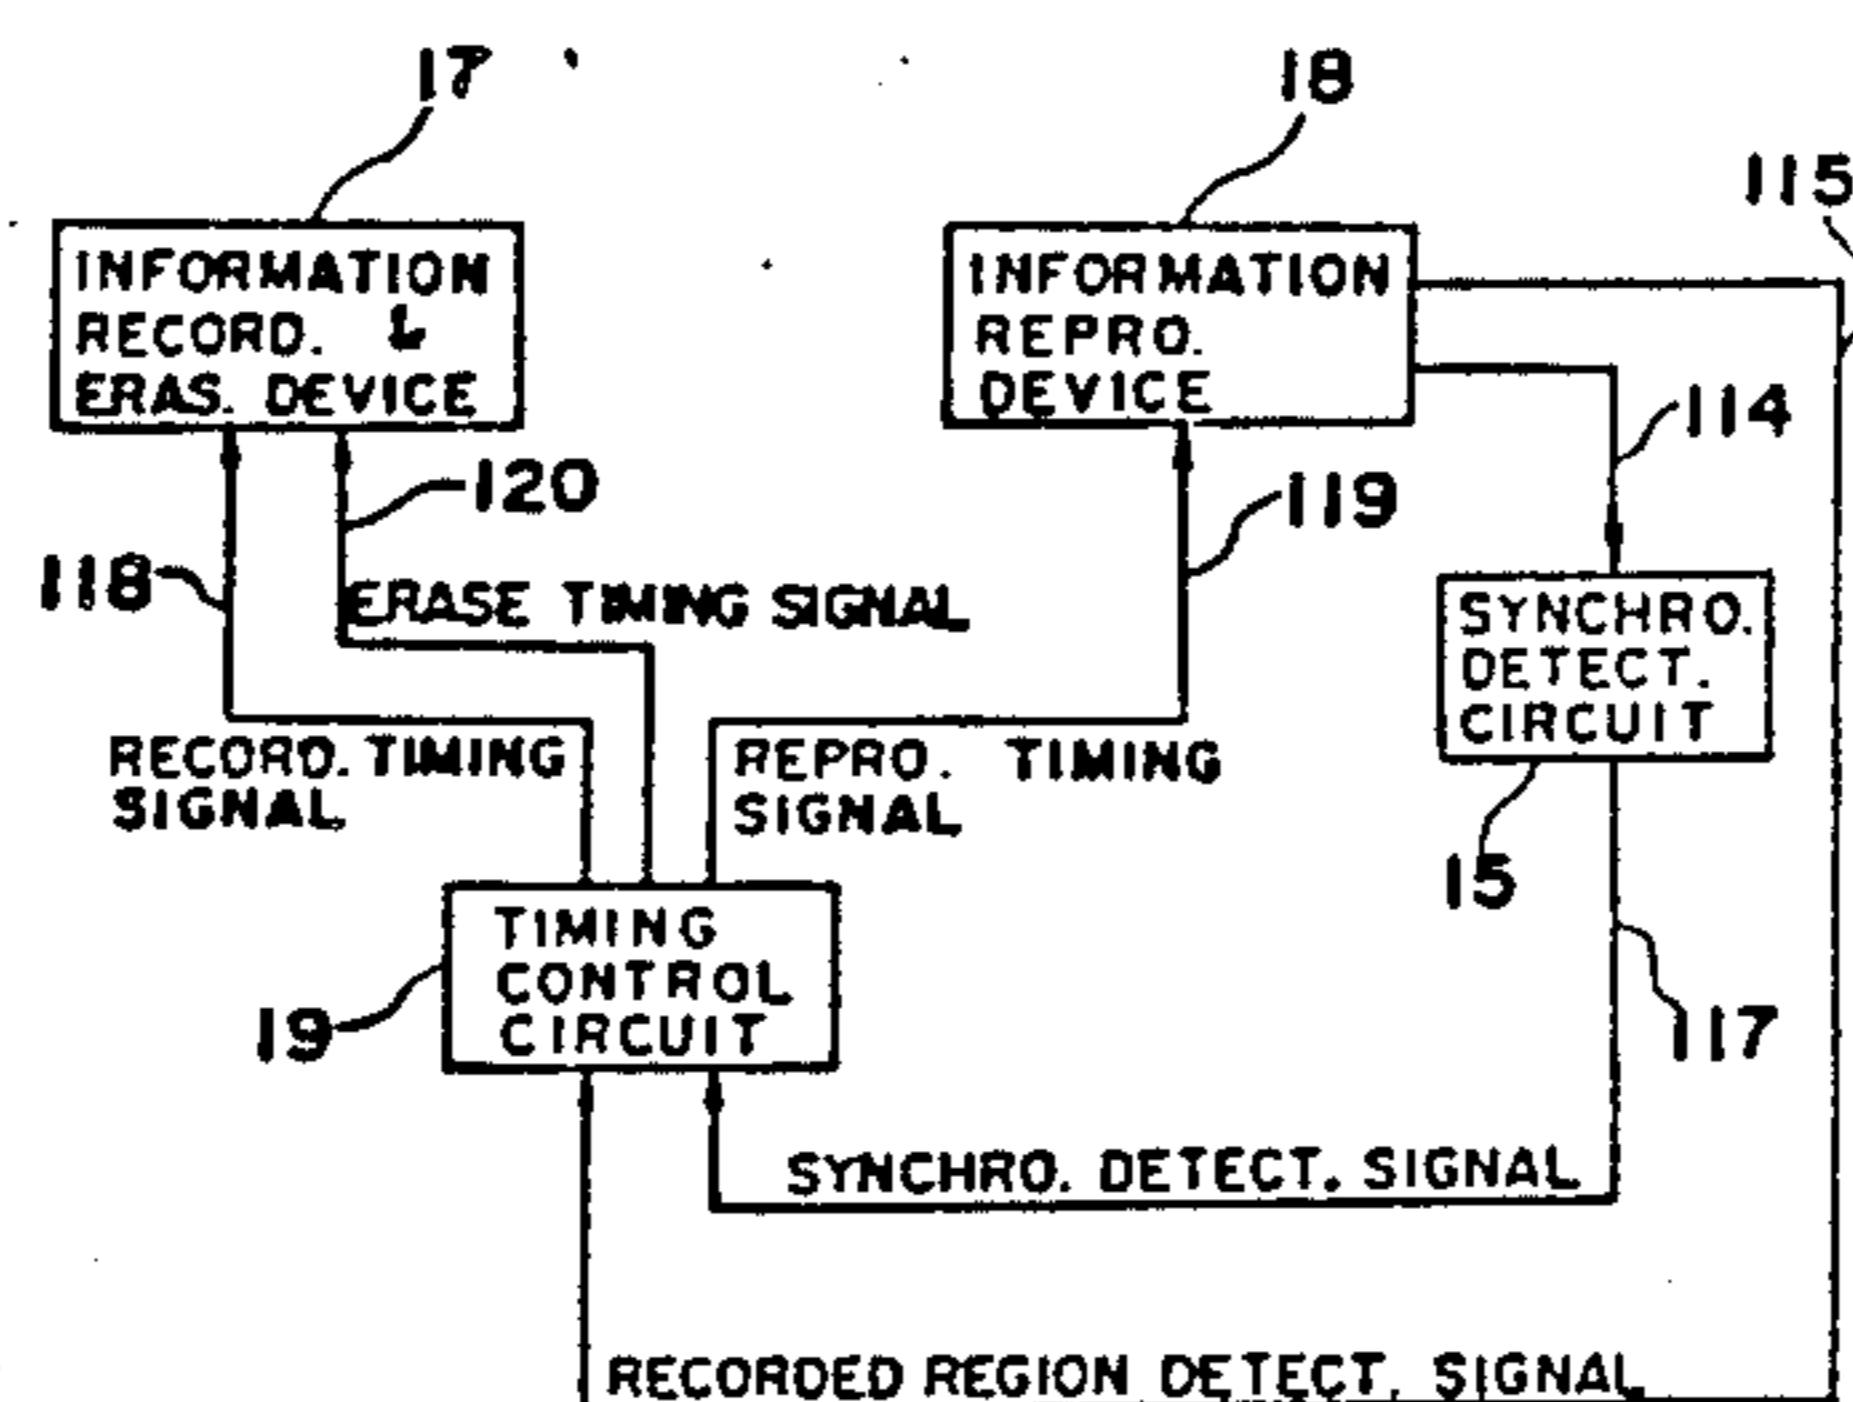 17
18
115
INFORMATION
RECORD. &
ERAS. DEVICE
INFORMATION
REPRO.
DEVICE
114
120
119
118
ERASE TIMING SIGNAL
SYNCHRO.
DETECT.
CIRCUIT
RECORD. TIMING
SIGNAL
REPRO. TIMING
SIGNAL
15
TIMING
CONTROL
CIRCUIT
19
117
SYNCHRO. DETECT. SIGNAL
RECORDED REGION DETECT. SIGNAL